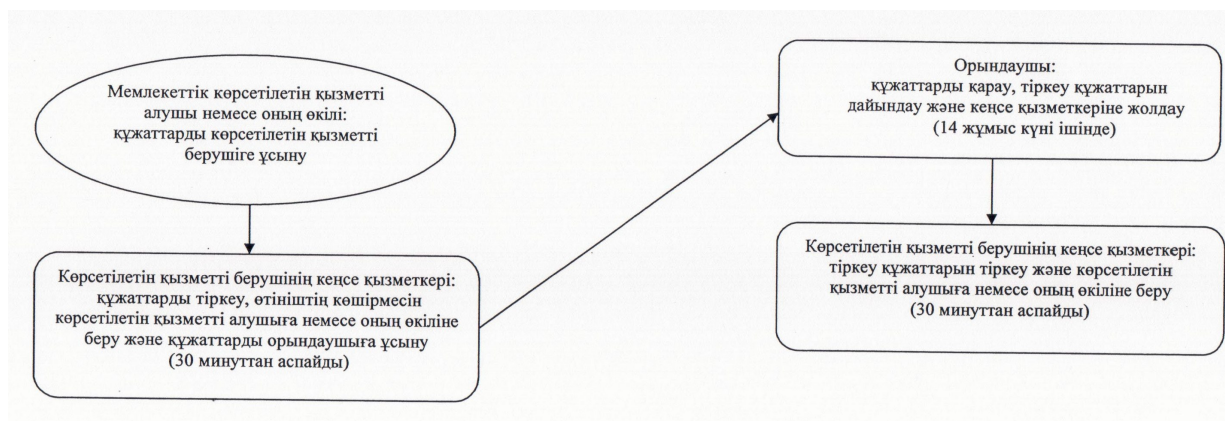 Мемлекеттік көрсетілетін қызметті
алушы немесе оның өкілі:
құжаттарды көрсетілетін қызметті
берушіге ұсыну
Көрсетілетін қызметті берушінің кеңсе қызметкері:
құжаттарды тіркеу, өтініштің көшірмесін
көрсетілетін қызметті алушыға немесе оның өкіліне
беру және құжаттарды орындаушыға ұсыну
(30 минуттан аспайды)
Орындаушы:
құжаттарды қарау, тіркеу құжаттарын
дайындау және кеңсе қызметкеріне жолдау
(14 жұмыс күні ішінде)
Көрсетілетін қызметті берушінің кеңсе қызметкері:
тіркеу құжаттарын тіркеу және көрсетілетін
қызметті алушыға немесе оның өкіліне беру
(30 минуттан аспайды)